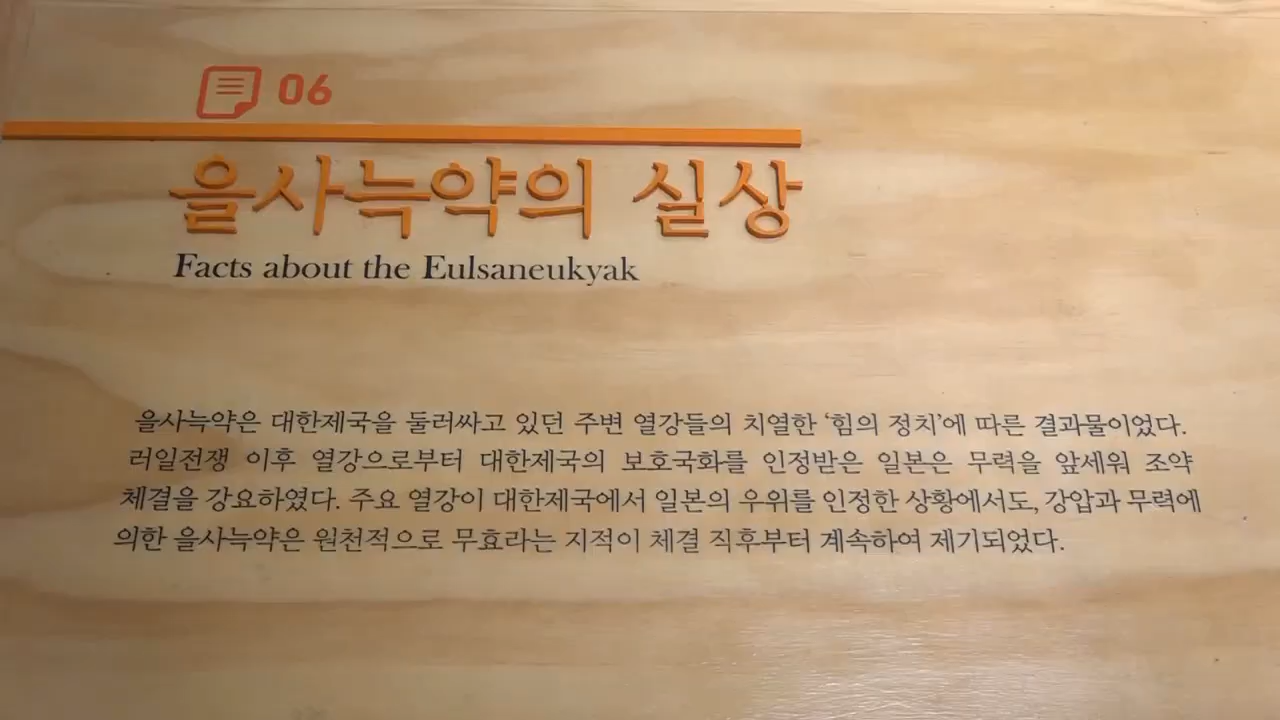 06
을사늑약의 실상
Facts about the Eulsaneukyak
을사늑약은 대한제국을 둘러싸고 있던 주변 열강들의 치열한 ‘힘의 정치’에 따른 결과물이었다.
러일전쟁 이후 열강으로부터 대한제국의 보호국화를 인정받은 일본은 무력을 앞세워 조약
체결을 강요하였다. 주요 열강이 대한제국에서 일본의 우위를 인정한 상황에서도, 강압과 무력에
의한 을사늑약은 원천적으로 무효라는 지적이 체결 직후부터 계속하여 제기되었다.